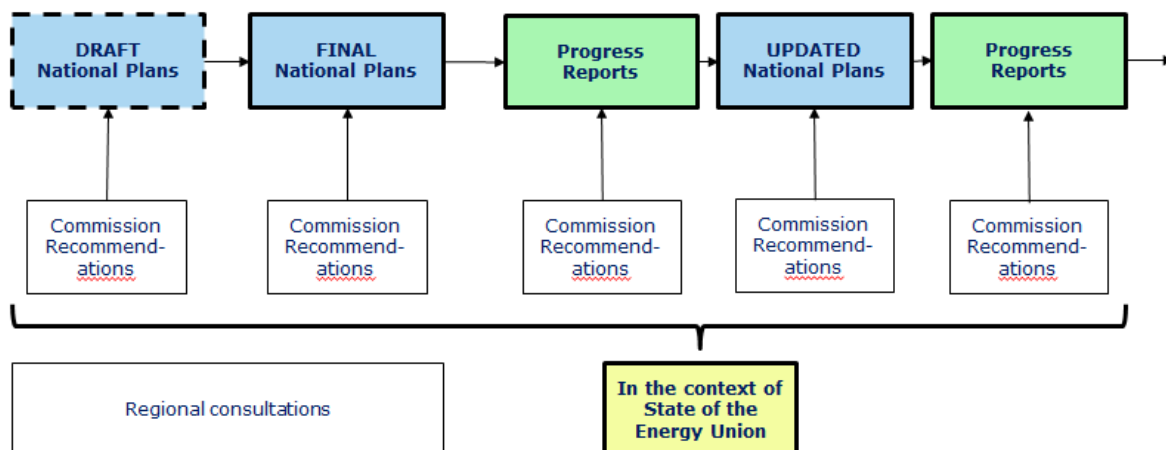 DRAFT
National Plans
FINAL
National Plans
Progress
Reports
UPDATED
National Plans
Progress
Reports
Commission
Recommend-
ations
Commission
Recommend-
ations
Commission
Recommend-
ations
Commission
Recommend-
ations
Commission
Recommend-
ations
Regional consultations
In the context of
State of the
Energy Union